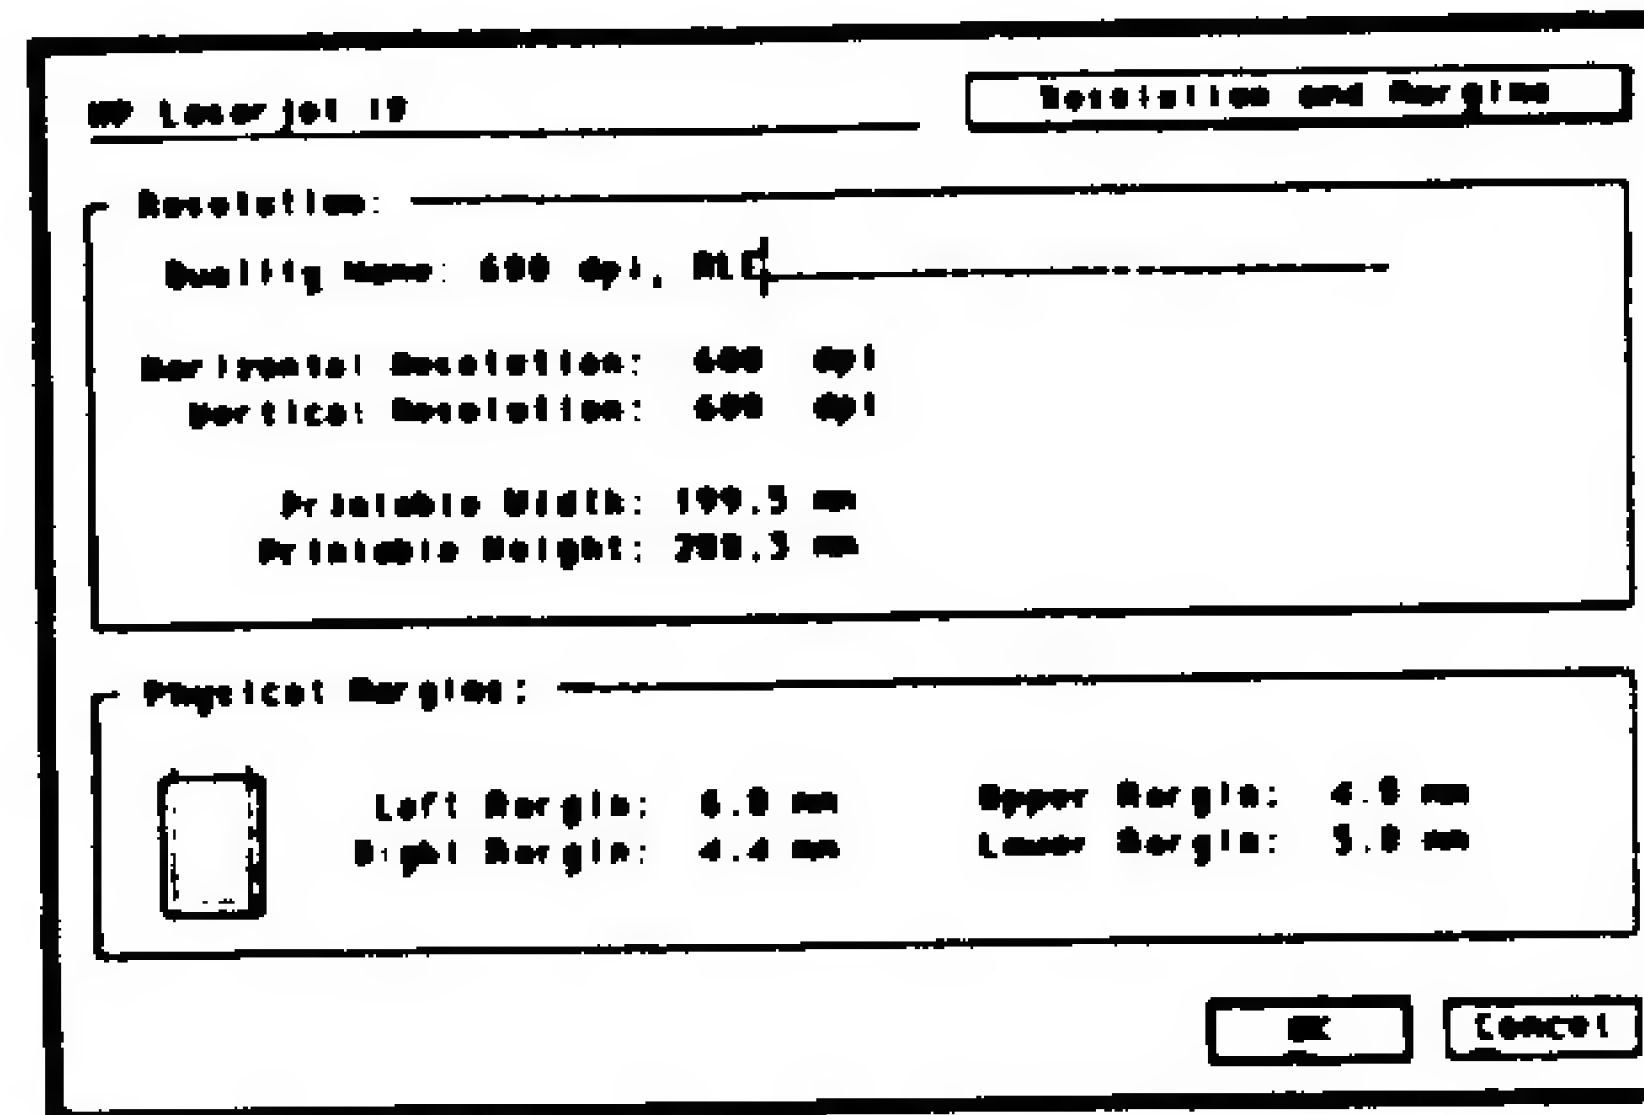 HP Laserjet
Resolution and Margins
Resolution:
Quality Name: 600 dpi, RLE
Horizontal Resolution: 600 dpi
Vertical Resolution: 600 dpi
Printable Width: 199.5 mm
Printable Height: 288.3 mm
Physical Margins:
Left Margin: 6.0 mm Upper Margin: 4.0 mm
Right Margin: 4.4 mm Lower Margin: 5.0 mm
OK Cancel